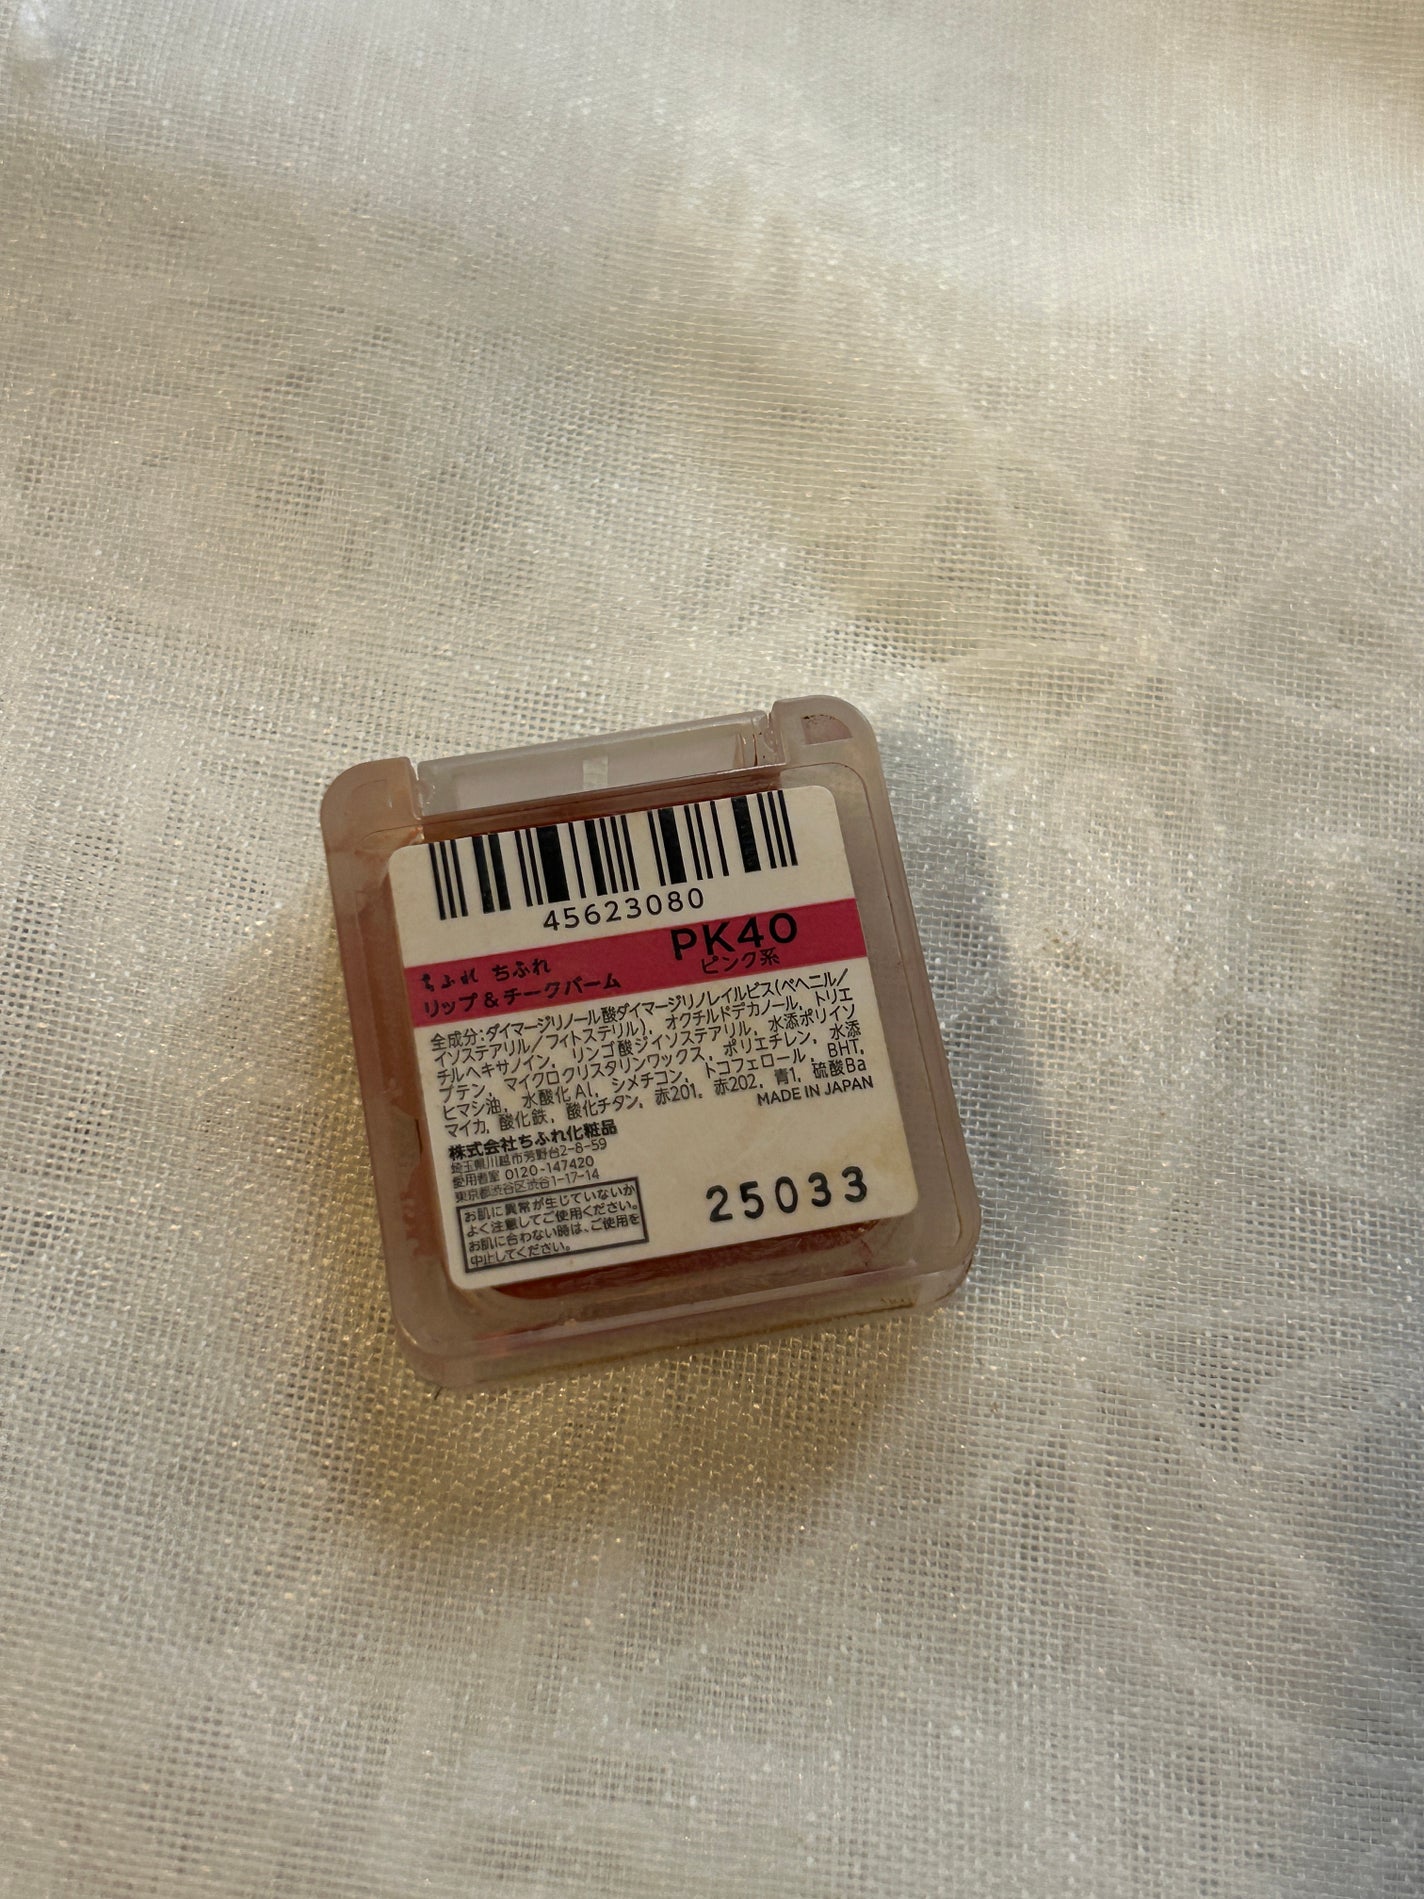 45623080
PK40
ピンク系
ちふれ ちふれ
リップ&チークバーム
全成分:ダイマージリノール酸ダイマージリノレイルビス(ベヘニル/
イソステアリル/フィトステリル)、オクチルドデカノール、トリエ
チルヘキサノイン、リンゴ酸ジイソステアリル、水添ポリイソ
ブテン、マイクロクリスタリンワックス、ポリエチレン、水添
ヒマシ油、水酸化Al、シメチコン、トコフェロール、BHT、
マイカ、酸化鉄、酸化チタン、赤201、赤202、青1、硫酸Ba
MADE IN JAPAN
株式会社ちふれ化粧品
埼玉県川越市芳野台2-8-59
愛用者室 0120-147420
東京都渋谷区渋谷1-17-14
お肌に異常が生じていないか
よく注意してご使用ください。
お肌に合わない時は、ご使用を
中止してください。
25033